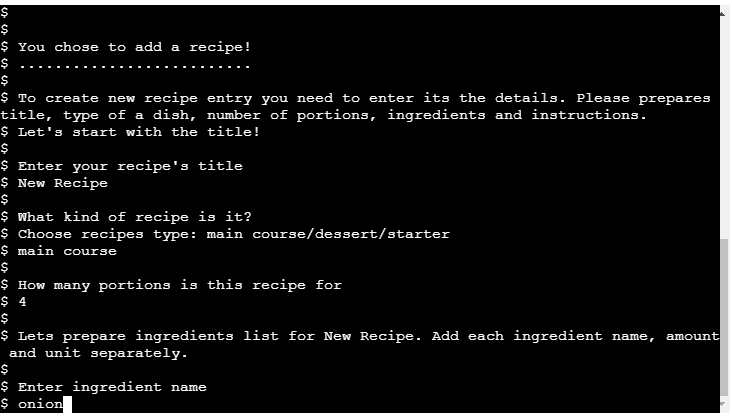 $
$
$ You chose to add a recipe!
$ ..........................
$
$ To create new recipe entry you need to enter its the details. Please prepares
title, type of a dish, number of portions, ingredients and instructions.
$ Let's start with the title!
$
$ Enter your recipe's title
$ New Recipe
$
$ What kind of recipe is it?
$ Choose recipes type: main course/dessert/starter
$ main course
$
$ How many portions is this recipe for
$ 4
$
$ Lets prepare ingredients list for New Recipe. Add each ingredient name, amount
and unit separately.
$
$ Enter ingredient name
$ onion